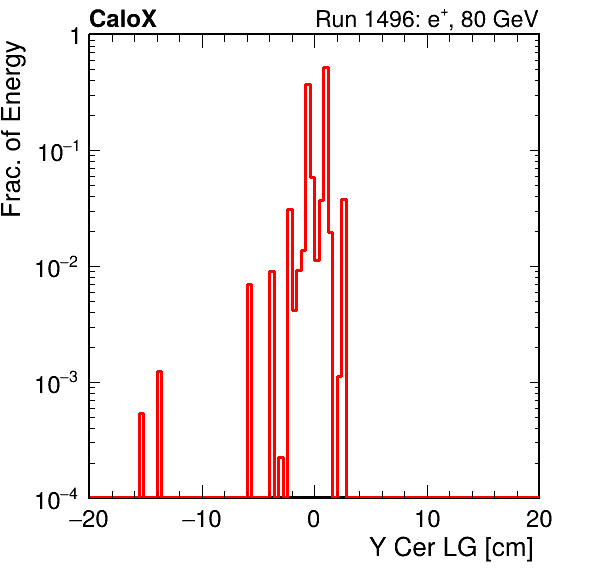 CaloX Run 1496: e⁺, 80 GeV
Frac. of Energy
1
10⁻¹
10⁻²
10⁻³
10⁻⁴
−20 −10 0 10 20
Y Cer LG [cm]